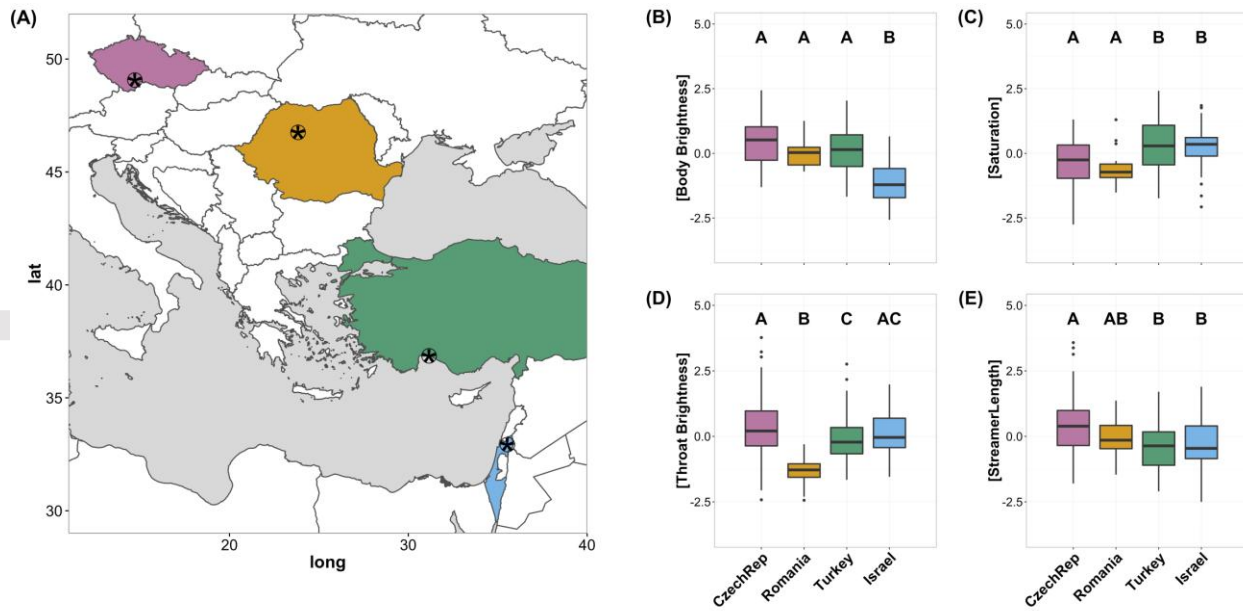 (A)
50
45
40
35
30
lat
20
30
40
long
(B)
[Body Brightness]
5.0
2.5
0.0
-2.5
A A A B
(C)
[Saturation]
5.0
2.5
0.0
-2.5
A A B B
(D)
[Throat Brightness]
5.0
2.5
0.0
-2.5
A B C AC
CzechRep
Romania
Turkey
Israel
(E)
[StreamerLength]
5.0
2.5
0.0
-2.5
A AB B B
CzechRep
Romania
Turkey
Israel